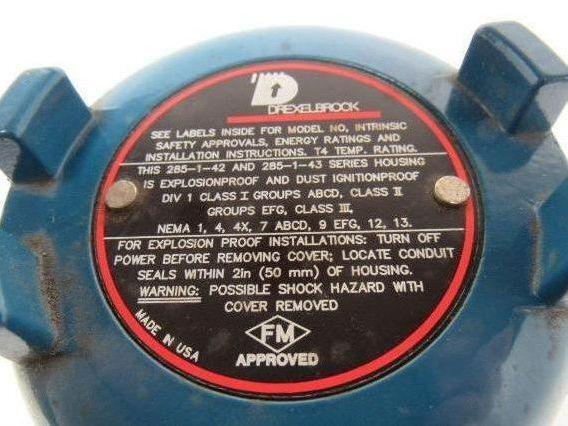 DREXELBROOK
SEE LABELS INSIDE FOR MODEL NO, INTRINSIC
SAFETY APPROVALS, ENERGY RATINGS AND
INSTALLATION INSTRUCTIONS. T4 TEMP. RATING.
THIS 285-1-42 AND 285-1-43 SERIES HOUSING
IS EXPLOSIONPROOF AND DUST IGNITIONPROOF
DIV 1 CLASS I GROUPS ABCD, CLASS II
GROUPS EFG, CLASS III,
NEMA 1, 4, 4X, 7 ABCD, 9 EFG, 12, 13.
FOR EXPLOSION PROOF INSTALLATIONS: TURN OFF
POWER BEFORE REMOVING COVER; LOCATE CONDUIT
SEALS WITHIN 2in (50 mm) OF HOUSING.
WARNING: POSSIBLE SHOCK HAZARD WITH
COVER REMOVED
MADE IN USA
FM
APPROVED